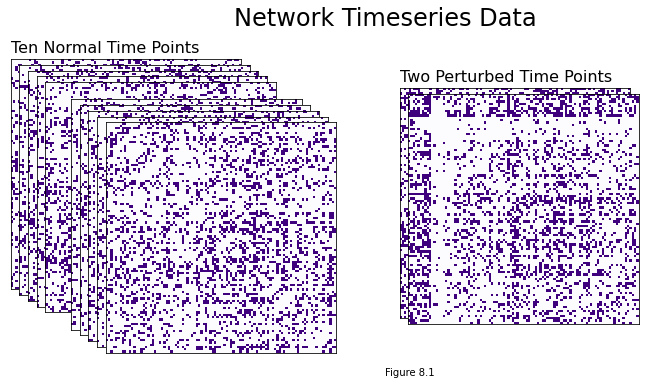 Network Timeseries Data
Ten Normal Time Points
Two Perturbed Time Points
Figure 8.1